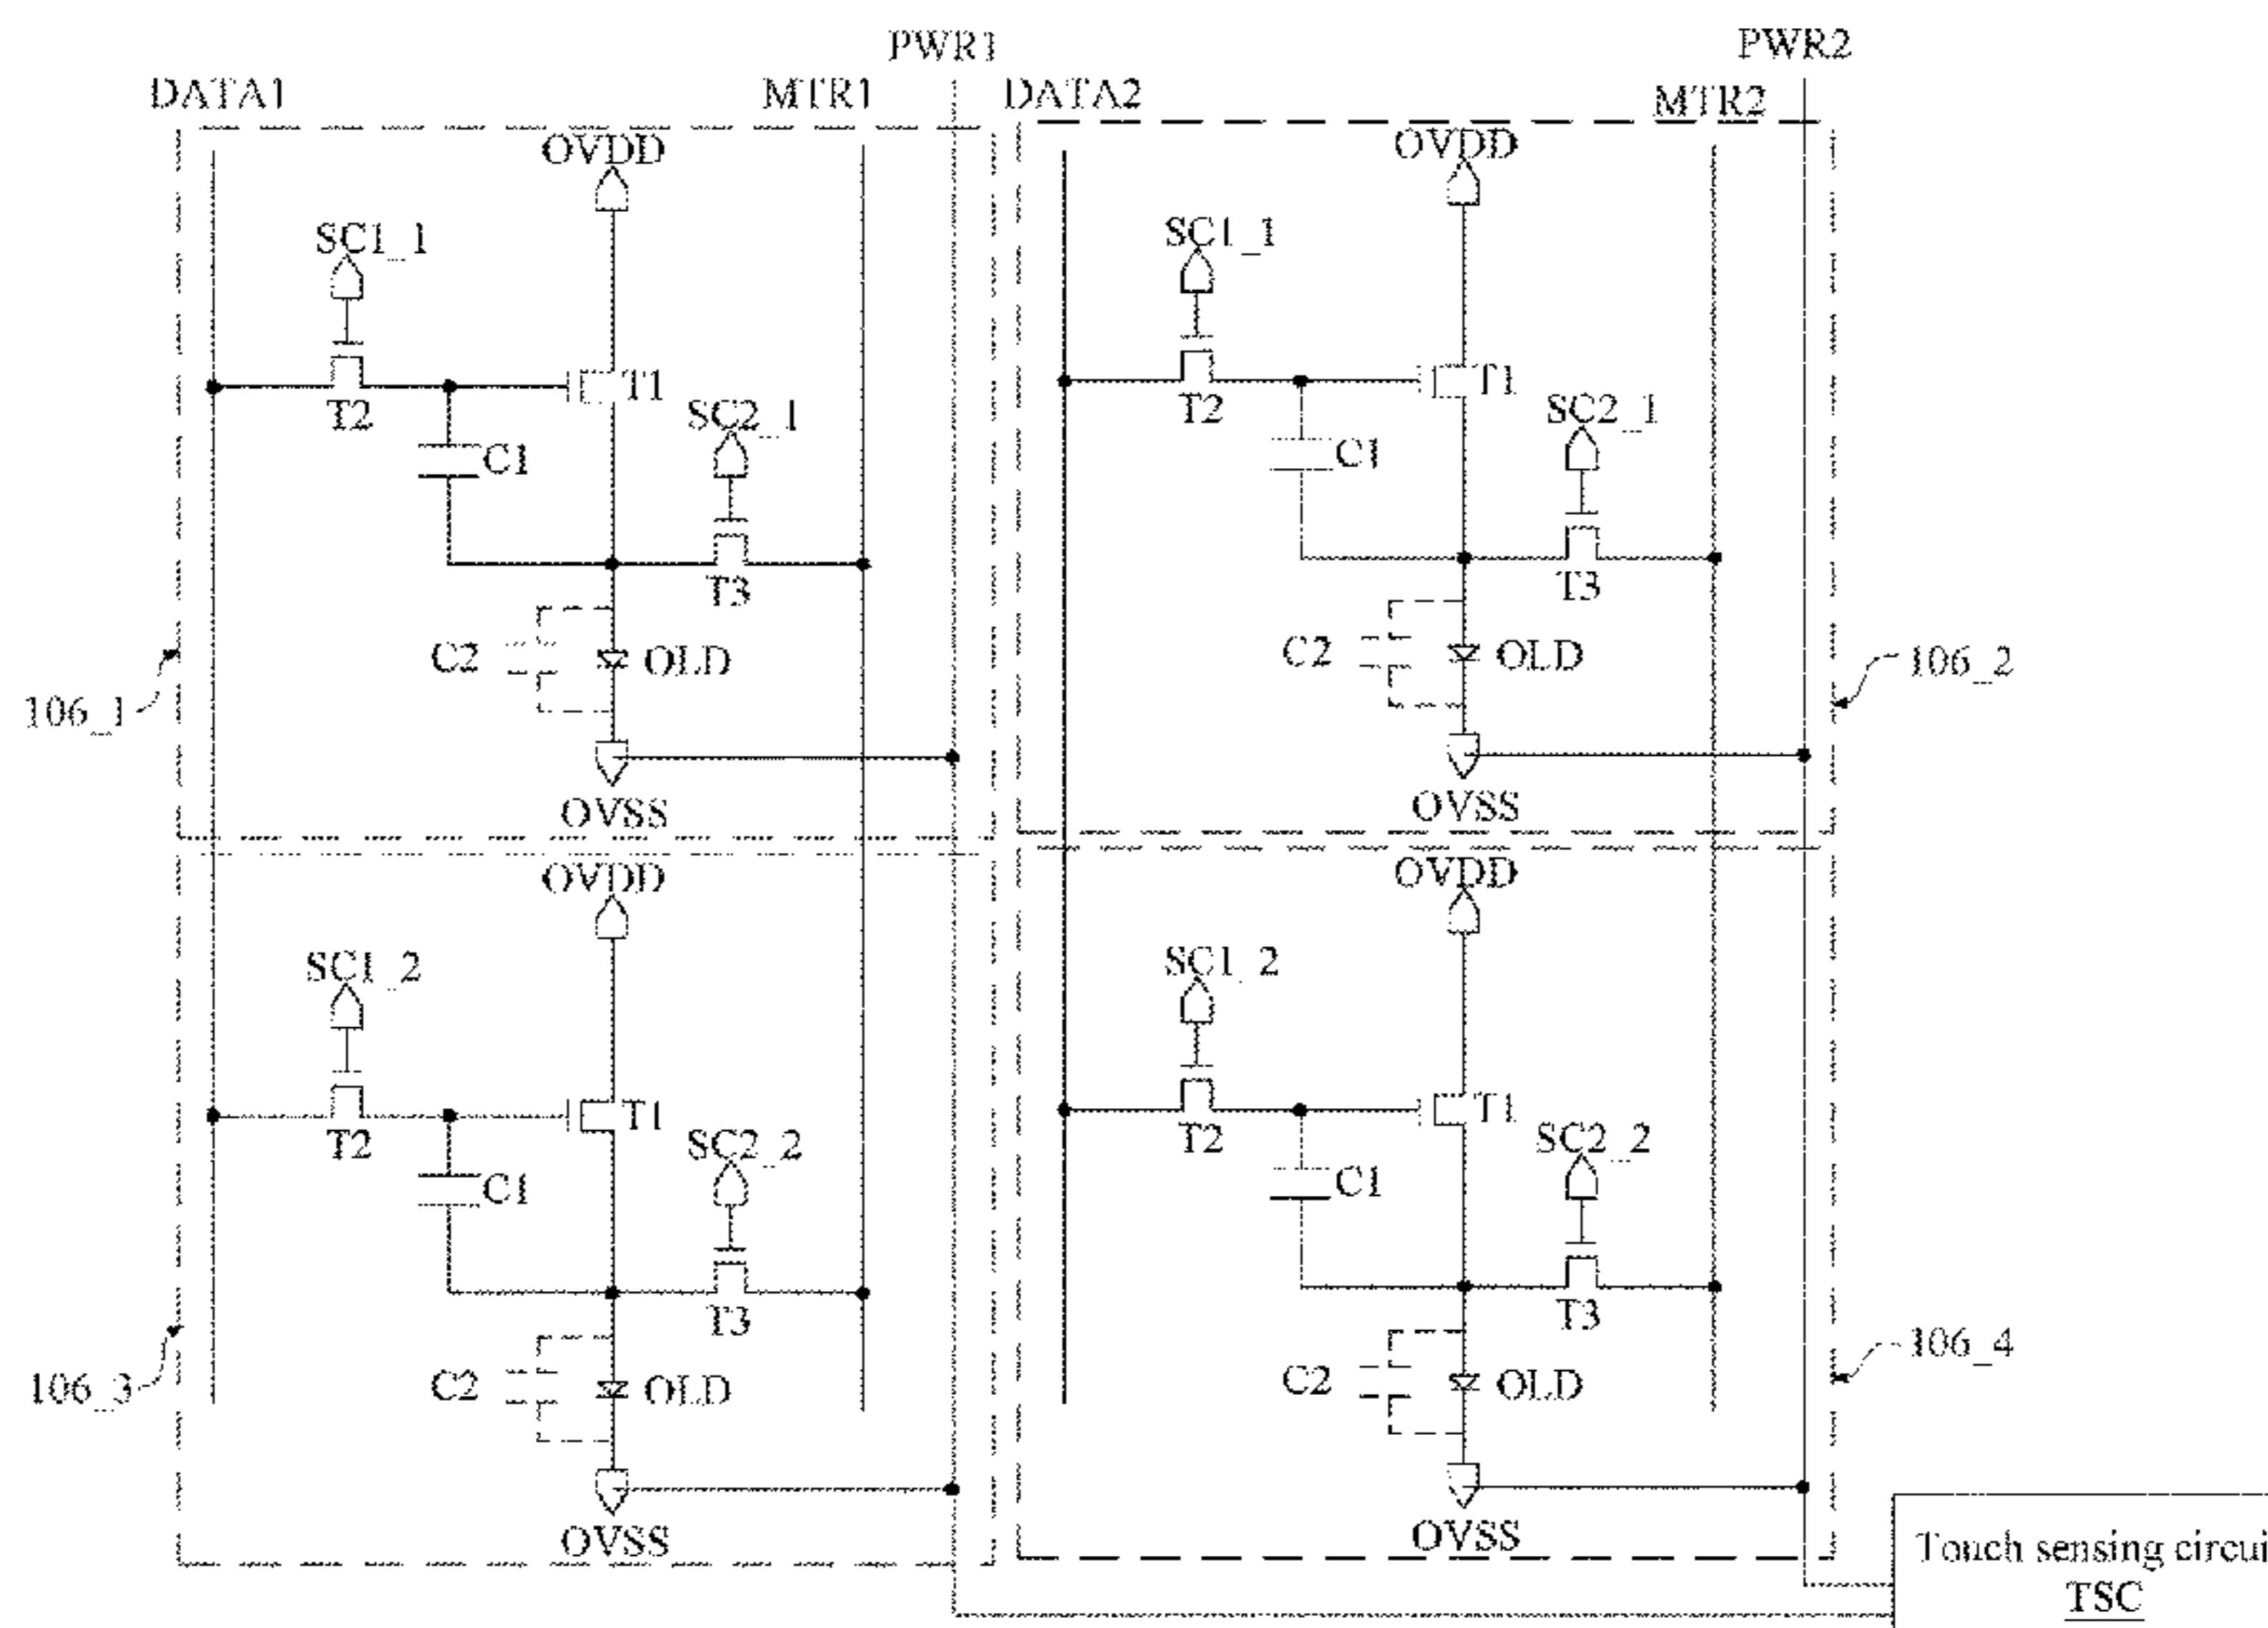 PWR1
PWR2
DATA1
MTR1
DATA2
MTR2
OVDD
OVDD
SC1_1
SC1_1
T1
T1
T2
SC2_1
T2
SC2_1
C1
C1
T3
T3
C2
OLD
C2
OLD
106_1
106_2
OVSS
OVSS
OVDD
OVDD
SC1_2
SC1_2
T1
T1
T2
SC2_2
T2
SC2_2
C1
C1
T3
T3
C2
OLD
C2
OLD
106_3
106_4
OVSS
OVSS
Touch sensing circui
TSC